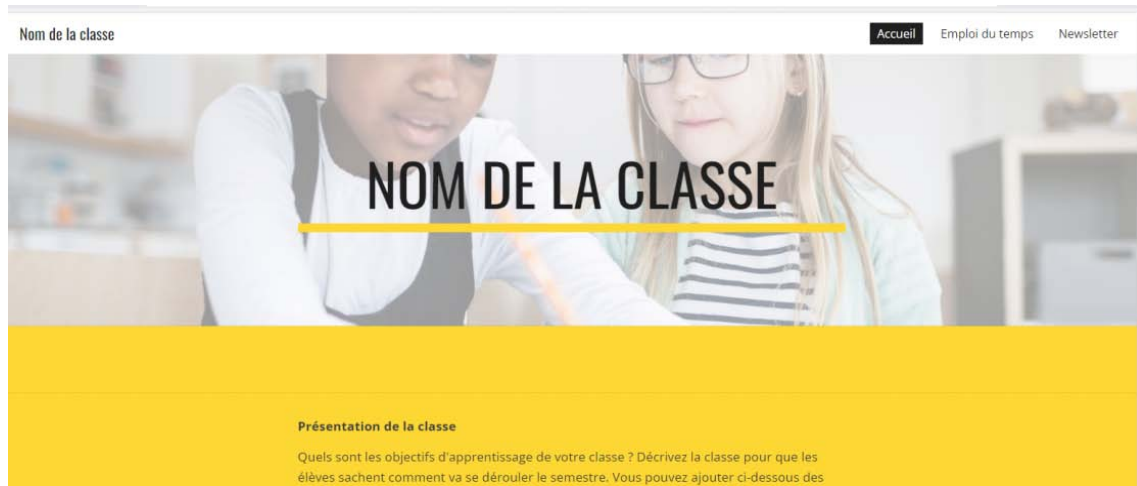 Nom de la classe
Accueil Emploi du temps Newsletter
NOM DE LA CLASSE
Présentation de la classe
Quels sont les objectifs d'apprentissage de votre classe ? Décrivez la classe pour que les
élèves sachent comment va se dérouler le semestre. Vous pouvez ajouter ci-dessous des